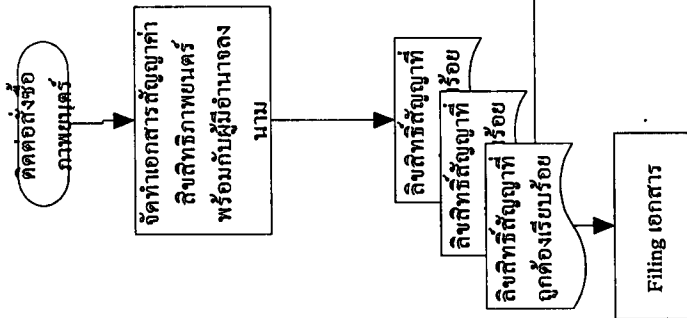 ติดต่อสั่งซื้อ
ภาพยนตร์
จัดทำเอกสารสัญญาค่า
ลิขสิทธิภาพยนตร์
พร้อมกับผู้มีอำนาจลง
นาม
ลิขสิทธิ์สัญญาที่
ร้อย
ลิขสิทธิ์สัญญาที่
ร้อย
ลิขสิทธิ์สัญญาที่
ถูกต้องเรียบร้อย
Filing เอกสาร